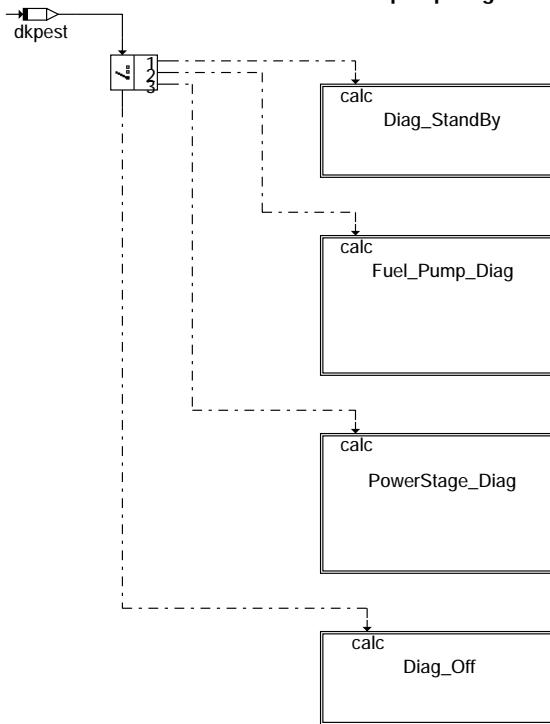 dkpest
1
2
3
calc
Diag_StandBy
calc
Fuel_Pump_Diag
calc
PowerStage_Diag
calc
Diag_Off